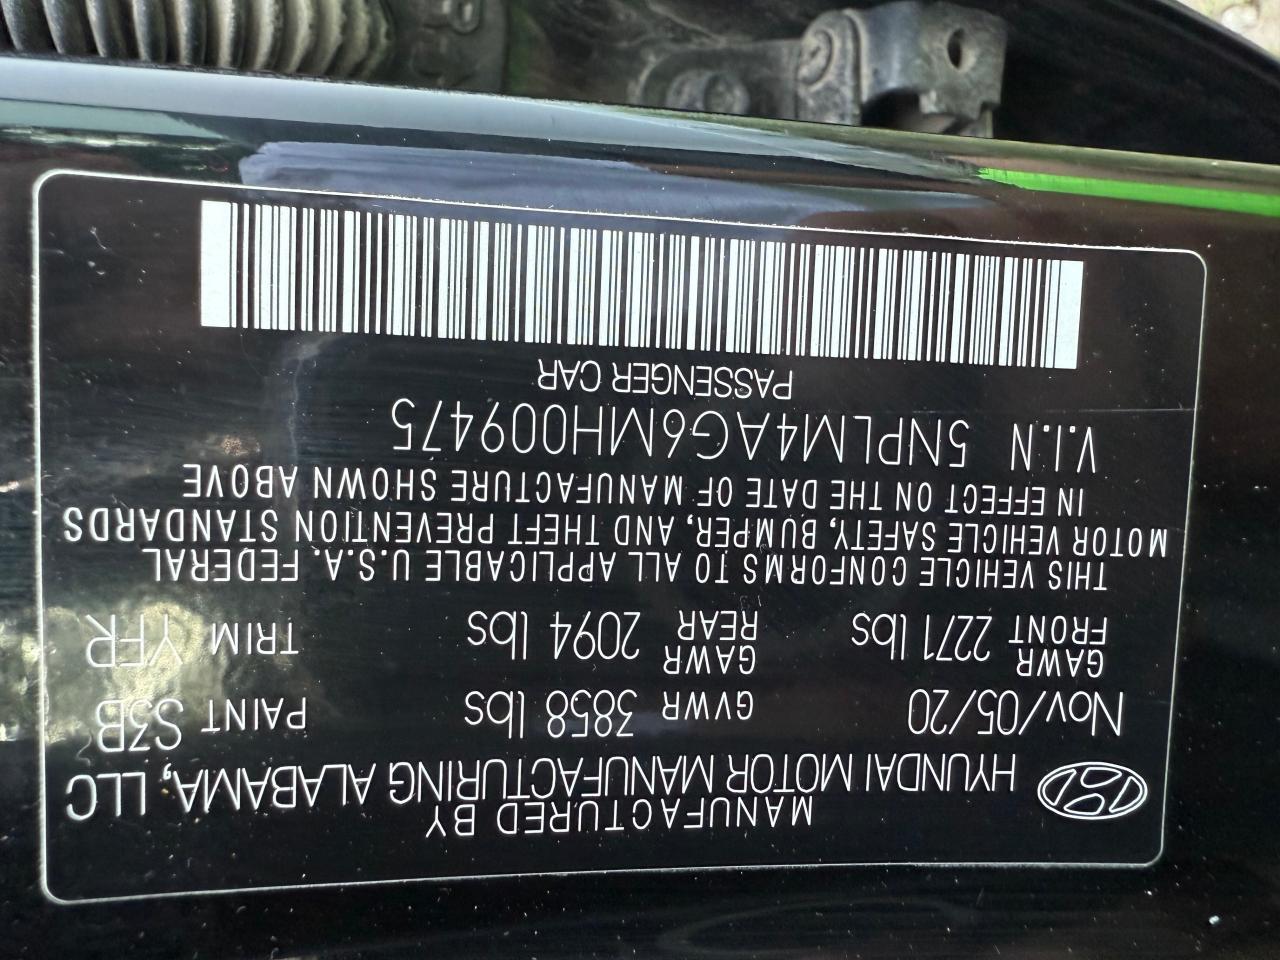 MANUFACTURED BY
HYUNDAI MOTOR MANUFACTURING ALABAMA, LLC
Nov/05/20 GVWR 3858 lbs PAINT S3B
GAWR FRONT 2271 lbs GAWR REAR 2094 lbs TRIM YFR
THIS VEHICLE CONFORMS TO ALL APPLICABLE U.S.A. FEDERAL
MOTOR VEHICLE SAFETY, BUMPER, AND THEFT PREVENTION STANDARDS
IN EFFECT ON THE DATE OF MANUFACTURE SHOWN ABOVE
V.I.N 5NPLM4AG6MH009475
PASSENGER CAR